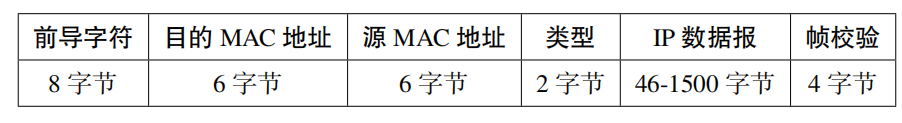 前导字符 目的 MAC 地址 源 MAC 地址 类型 IP 数据报 帧校验
8 字节 6 字节 6 字节 2 字节 46-1500 字节 4 字节